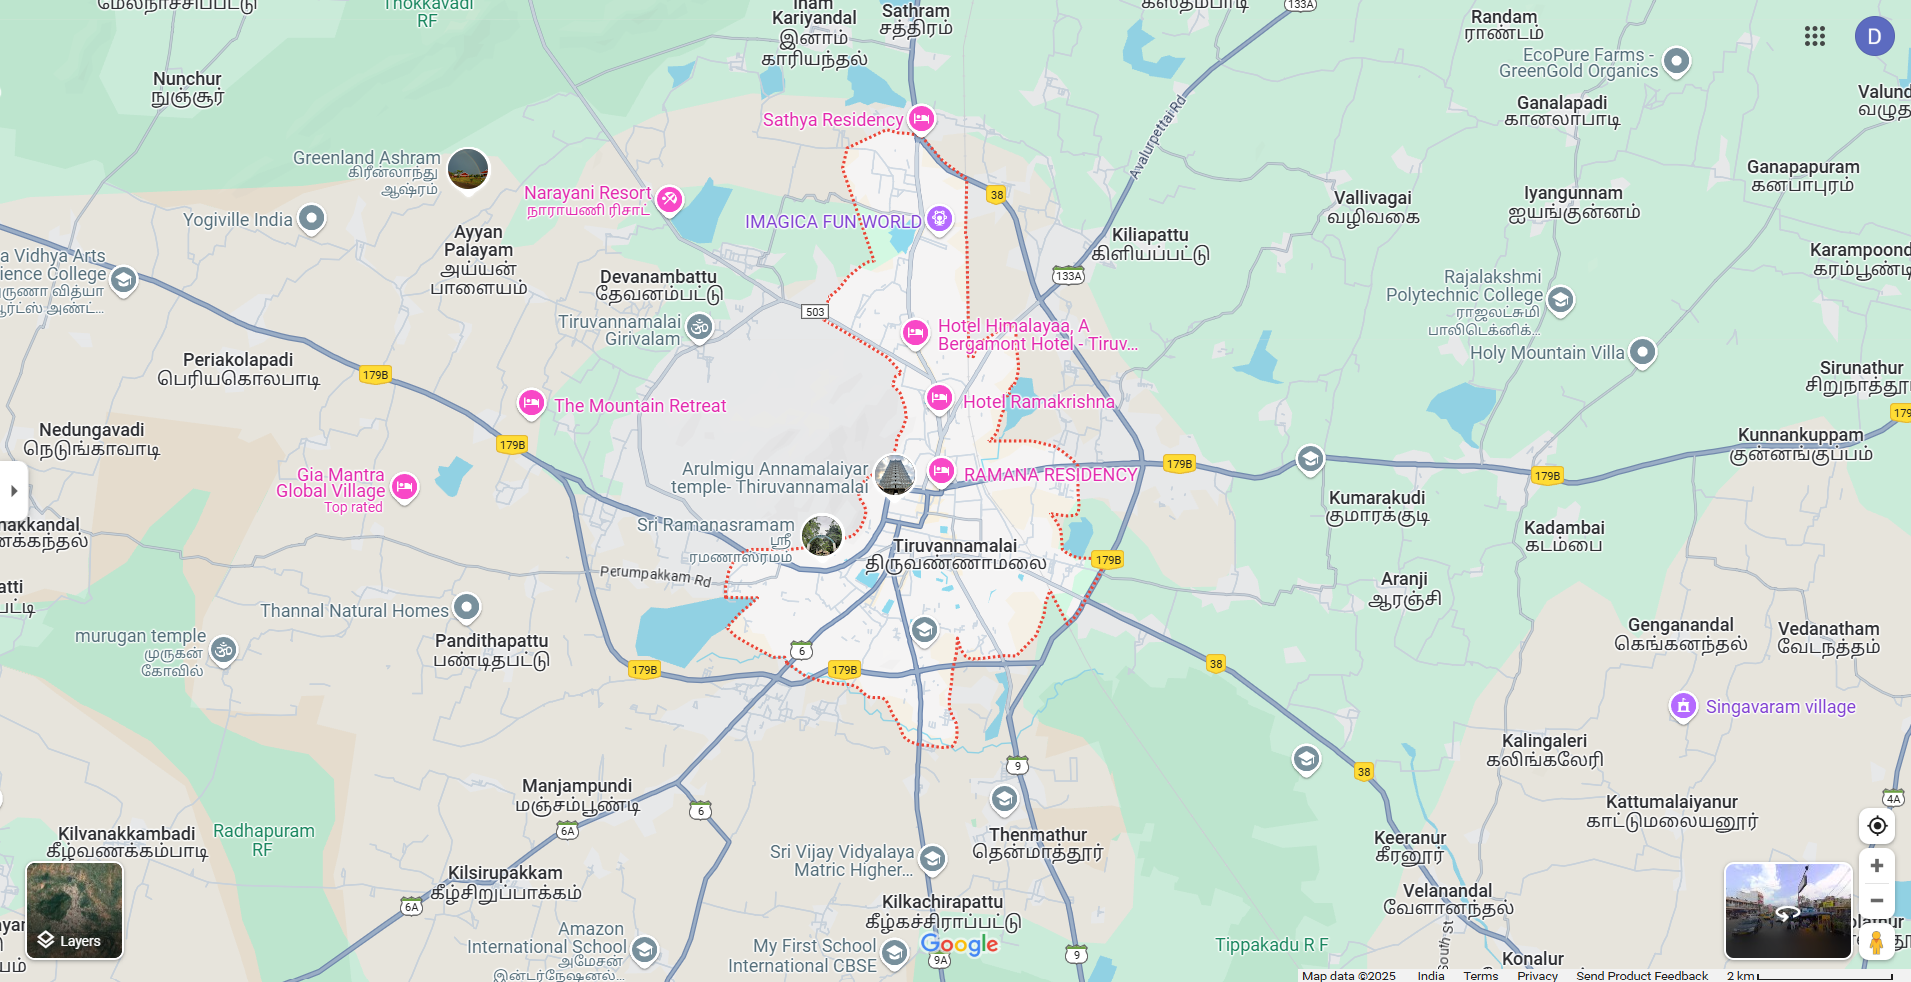 Thokkavadi
RF
Inam
Kariyandal
இனாம்
காரியந்தல்
Sathram
சத்திரம்
133A
Randam
ராண்டம்
EcoPure Farms -
GreenGold Organics
D
Nunchur
நுஞ்சூர்
Ganalapadi
கானலாபாடி
Sathya Residency
Avalurpettai Rd
Greenland Ashram
கிரீன்லாந்து
ஆஷ்ரம்
Narayani Resort
நாராயணி ரிசாட்
38
Yogiville India
IMAGICA FUN WORLD
Ganapapuram
கனபாபுரம்
Vallivagai
வழிவகை
Iyangunnam
ஐயங்குன்னம்
Ayyan
Palayam
அய்யன்
பாளையம்
Kiliapattu
கிளியப்பட்டு
a Vidhya Arts
ience College
ருணா வித்யா
ஆர்ட்ஸ் அண்ட்...
Devanambattu
தேவனம்பட்டு
133A
503
Rajalakshmi
Polytechnic College
ராஜலட்சுமி
பாலிடெக்னிக்...
Tiruvannamalai
Girivalam
Hotel Himalayaa, A
Bergamont Hotel - Tiruv...
Holy Mountain Villa
Periakolapadi
பெரியகொலபாடி
179B
Sirunathur
The Mountain Retreat
Hotel Ramakrishna
Nedungavadi
நெடுங்காவாடி
179B
Kunnankuppam
குன்னங்குப்பம்
Gia Mantra
Global Village
Top rated
Arulmigu Annamalaiyar
temple- Thiruvannamalai
RAMANA RESIDENCY
179B
179B
Kumarakudi
குமாரக்குடி
Sri Ramanasramam
ஸ்ரீ
ரமணாஸ்ரமம்
Kadambai
கடம்பை
Tiruvannamalai
திருவண்ணாமலை
179B
Perumpakkam Rd
Aranji
ஆரஞ்சி
Thannal Natural Homes
murugan temple
முருகன்
கோவில்
Pandithapattu
பண்டிதபட்டு
Genganandal
கெங்கனந்தல்
Vedanatham
வேடநத்தம்
6
179B
179B
38
Singavaram village
Kalingaleri
கலிங்கலேரி
9
38
Manjampundi
மஞ்சம்பூண்டி
6
6A
4A
Kattumalaiyanur
காட்டுமலையனூர்
Kilvanakkambadi
கீழ்வணக்கம்பாடி
Radhapuram
RF
Thenmathur
தென்மாத்தூர்
Keeranur
கீரனூர்
Sri Vijay Vidyalaya
Matric Higher...
Kilsirupakkam
கீழ்சிறுப்பாக்கம்
6A
Kilkachirapattu
கீழ்கச்சிராப்பட்டு
Velanandal
வேளானந்தல்
Layers
Amazon
International School
அமேசன்
இன்டர்நேஷனல்...
My First School
International CBSE
Google
9A
9
Tippakadu R F
South St
Konalur
Map data ©2025 India Terms Privacy Send Product Feedback 2 km